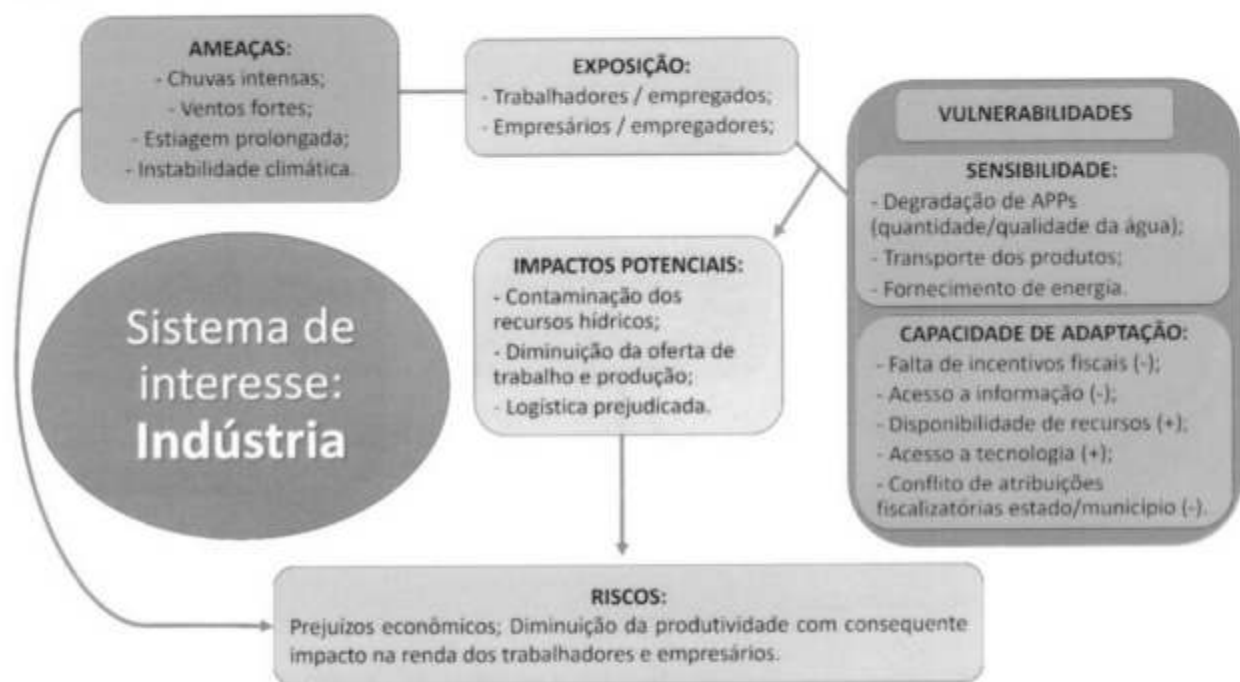 AMEAÇAS:
- Chuvas intensas;
- Ventos fortes;
- Estiagem prolongada;
- Instabilidade climática.
EXPOSIÇÃO:
- Trabalhadores / empregados;
- Empresários / empregadores;
VULNERABILIDADES
SENSIBILIDADE:
- Degradação de APPs
(quantidade/qualidade da água);
- Transporte dos produtos;
- Fornecimento de energia.
CAPACIDADE DE ADAPTAÇÃO:
- Falta de incentivos fiscais (-);
- Acesso a informação (-);
- Disponibilidade de recursos (+);
- Acesso a tecnologia (+);
- Conflito de atribuições
fiscalizatórias estado/município (-).
IMPACTOS POTENCIAIS:
- Contaminação dos
recursos hídricos;
- Diminuição da oferta de
trabalho e produção;
- Logística prejudicada.
Sistema de
interesse:
Indústria
RISCOS:
Prejuízos econômicos; Diminuição da produtividade com consequente
impacto na renda dos trabalhadores e empresários.